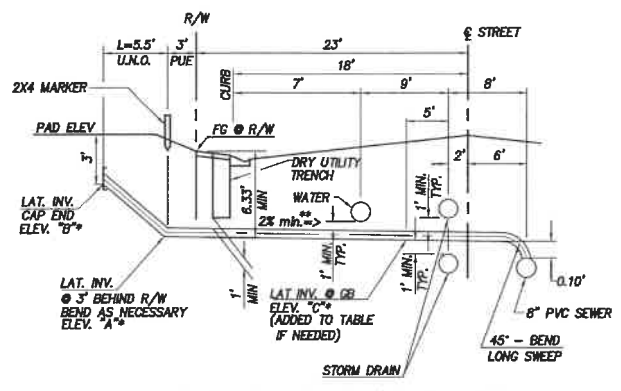 R/W
℄ STREET
L=5.5'
U.N.O.
3'
PUE
23'
18'
CURB
7'
9'
8'
5'
2X4 MARKER
PAD ELEV
FG @ R/W
2'
6'
3'
DRY UTILITY
TRENCH
6.33'
MIN
WATER
1' MIN.
TYP.
2% min.=>**
LAT. INV.
CAP END
ELEV. "B"*
1' MIN.
TYP.
1' MIN.
TYP.
0.10'
LAT. INV.
@ 3' BEHIND R/W
BEND AS NECESSARY
ELEV. "A"*
1'
MIN
LAT INV. @ GB
ELEV. "C"*
(ADDED TO TABLE
IF NEEDED)
8" PVC SEWER
45° - BEND
LONG SWEEP
STORM DRAIN